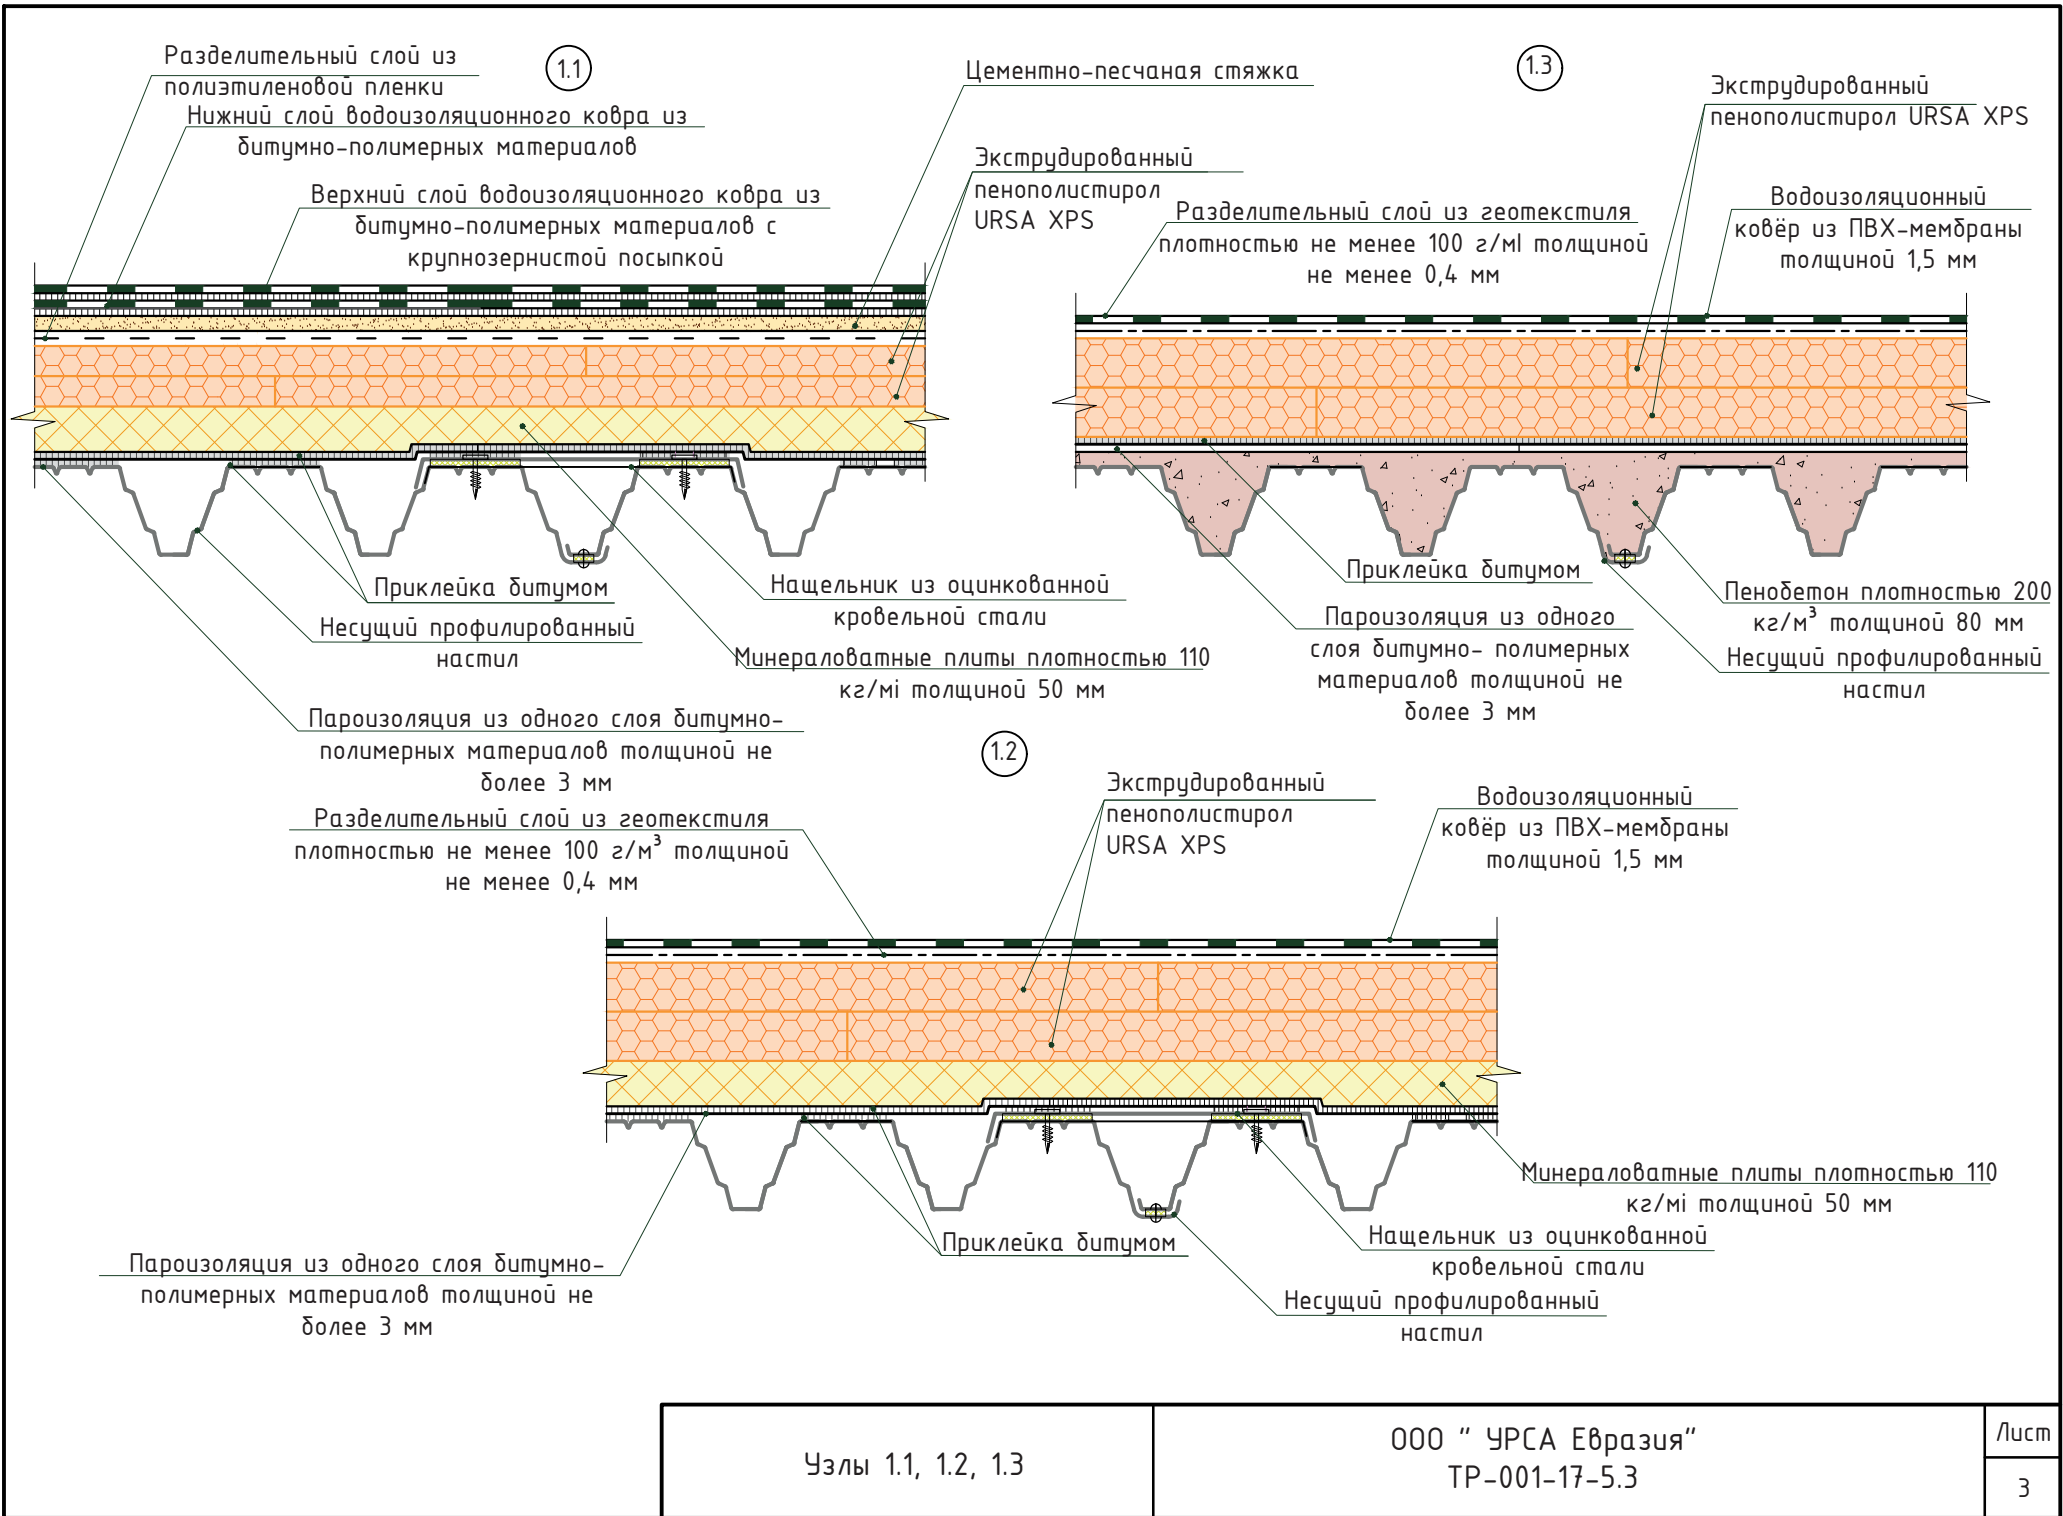 1.1
Разделительный слой из
полиэтиленовой пленки
Нижний слой водоизоляционного ковра из
битумно-полимерных материалов
Верхний слой водоизоляционного ковра из
битумно-полимерных материалов с
крупнозернистой посыпкой
Цементно-песчаная стяжка
Экструдированный
пенополистирол
URSA XPS
Приклейка битумом
Несущий профилированный
настил
Нащельник из оцинкованной
кровельной стали
Минераловатные плиты плотностью 110
кг/мi толщиной 50 мм
Пароизоляция из одного слоя битумно-
полимерных материалов толщиной не
более 3 мм
1.3
Экструдированный
пенополистирол URSA XPS
Разделительный слой из геотекстиля
плотностью не менее 100 г/мl толщиной
не менее 0,4 мм
Водоизоляционный
ковёр из ПВХ-мембраны
толщиной 1,5 мм
Приклейка битумом
Пароизоляция из одного
слоя битумно- полимерных
материалов толщиной не
более 3 мм
Пенобетон плотностью 200
кг/м³ толщиной 80 мм
Несущий профилированный
настил
1.2
Разделительный слой из геотекстиля
плотностью не менее 100 г/м³ толщиной
не менее 0,4 мм
Экструдированный
пенополистирол
URSA XPS
Водоизоляционный
ковёр из ПВХ-мембраны
толщиной 1,5 мм
Минераловатные плиты плотностью 110
кг/мi толщиной 50 мм
Нащельник из оцинкованной
кровельной стали
Приклейка битумом
Пароизоляция из одного слоя битумно-
полимерных материалов толщиной не
более 3 мм
Несущий профилированный
настил
Узлы 1.1, 1.2, 1.3
ООО " УРСА Евразия"
ТР-001-17-5.3
Лист
3